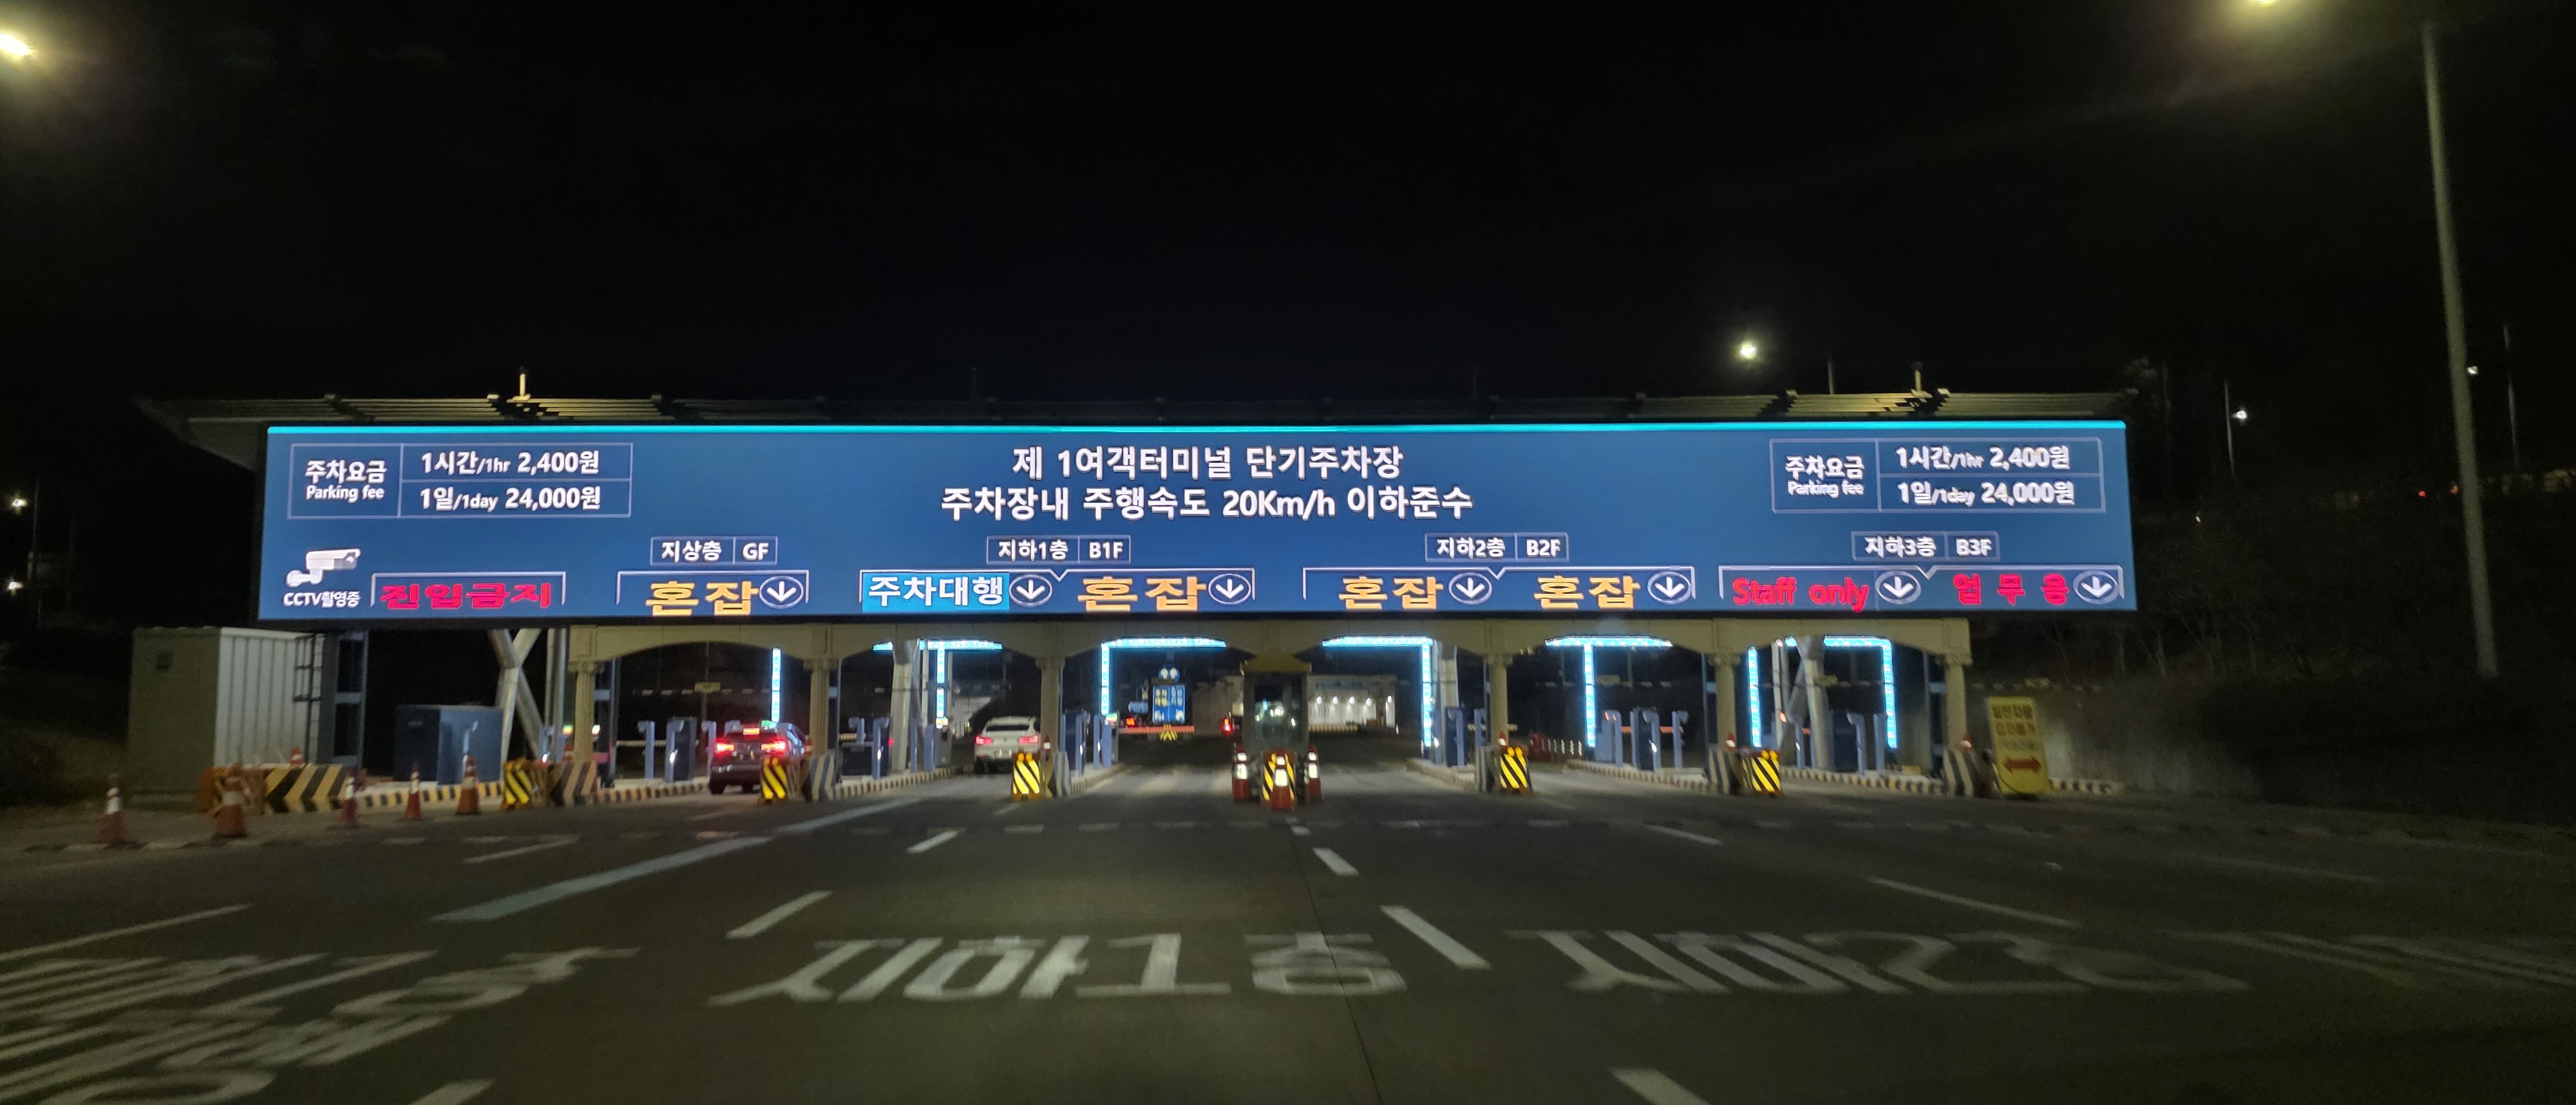 주차요금
Parking fee
1시간/1hr 2,400원
1일/1day 24,000원
제 1여객터미널 단기주차장
주차장내 주행속도 20Km/h 이하준수
주차요금
Parking fee
1시간/1hr 2,400원
1일/1day 24,000원
지상층 GF
지하1층 B1F
지하2층 B2F
지하3층 B3F
CCTV촬영중
진입금지
혼잡
주차대행
혼잡
혼잡
혼잡
Staff only
업무용
지하1층
지하2층